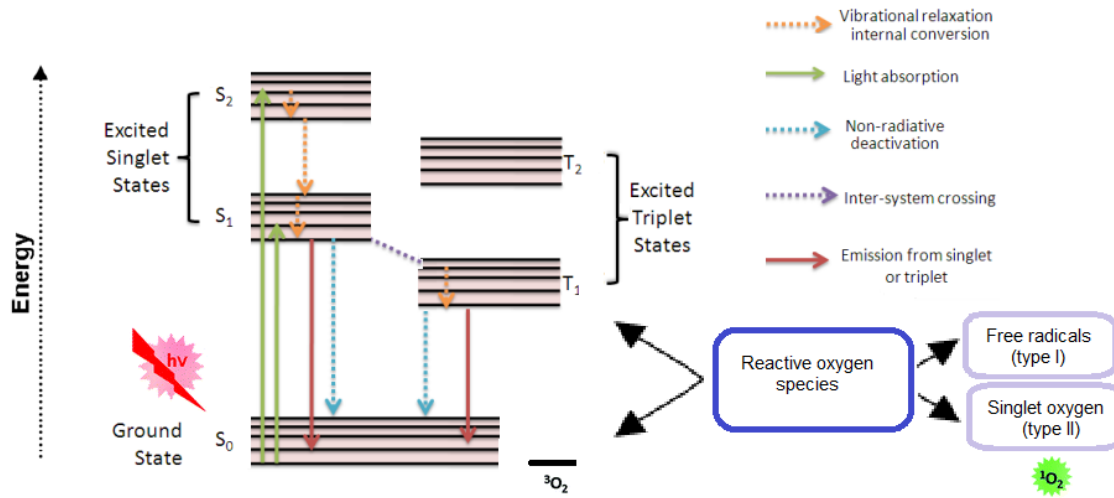 Energy
Excited
Singlet
States
S2
S1
hv
Ground
State
S0
T2
T1
Excited
Triplet
States
³O₂
Vibrational relaxation
internal conversion
Light absorption
Non-radiative
deactivation
Inter-system crossing
Emission from singlet
or triplet
Reactive oxygen
species
Free radicals
(type I)
Singlet oxygen
(type II)
¹O₂